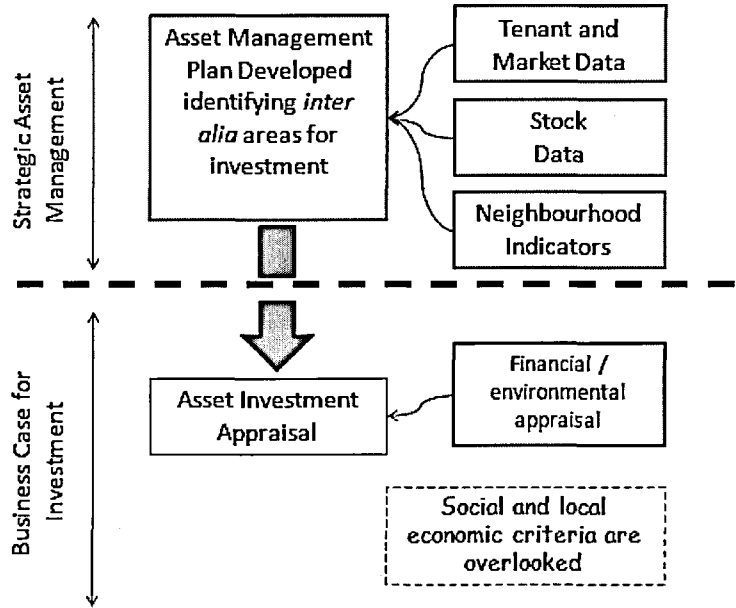 Strategic Asset
Management
Asset Management
Plan Developed
identifying inter
alia areas for
investment
Tenant and
Market Data
Stock
Data
Neighbourhood
Indicators
Business Case for
Investment
Asset Investment
Appraisal
Financial /
environmental
appraisal
Social and local
economic criteria are
overlooked